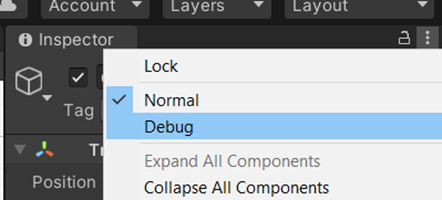 Account
Layers
Layout
Inspector
Lock
Normal
Tag
Debug
Expand All Components
Position
Collapse All Components